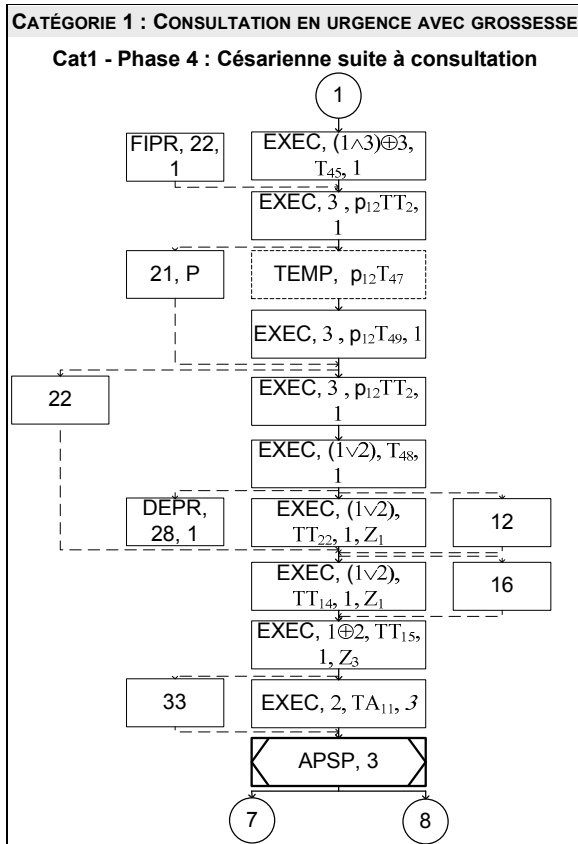 CATÉGORIE 1 : CONSULTATION EN URGENCE AVEC GROSSESSE
Cat1 - Phase 4 : Césarienne suite à consultation
1
FIPR, 22,
1
EXEC, (1∧3)⊕3,
T₄₅, 1
EXEC, 3 , p₁₂TT₂,
1
21, P
TEMP, p₁₂T₄₇
EXEC, 3 , p₁₂T₄₉, 1
22
EXEC, 3 , p₁₂TT₂,
1
EXEC, (1∨2), T₄₈,
1
DEPR,
28, 1
EXEC, (1∨2),
TT₂₂, 1, Z₁
12
EXEC, (1∨2),
TT₁₄, 1, Z₁
16
EXEC, 1⊕2, TT₁₅,
1, Z₃
33
EXEC, 2, TA₁₁, 3
APSP, 3
7
8